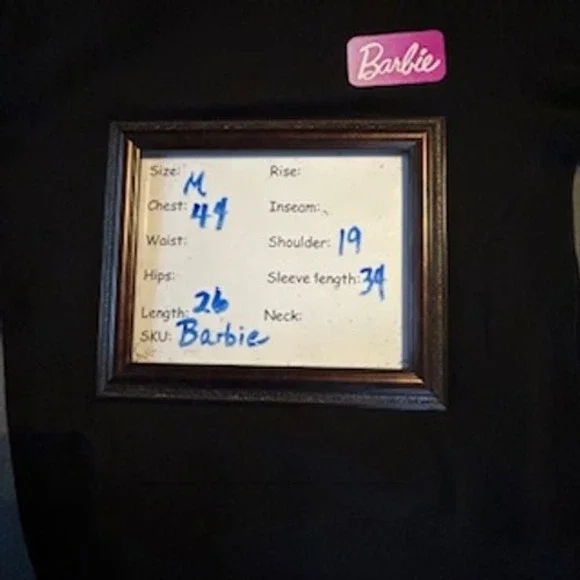 Barbie
Size: M Rise:
Chest: 44 Inseam:
Waist: Shoulder: 19
Hips: Sleeve length: 34
Length: 26 Neck:
SKU: Barbie